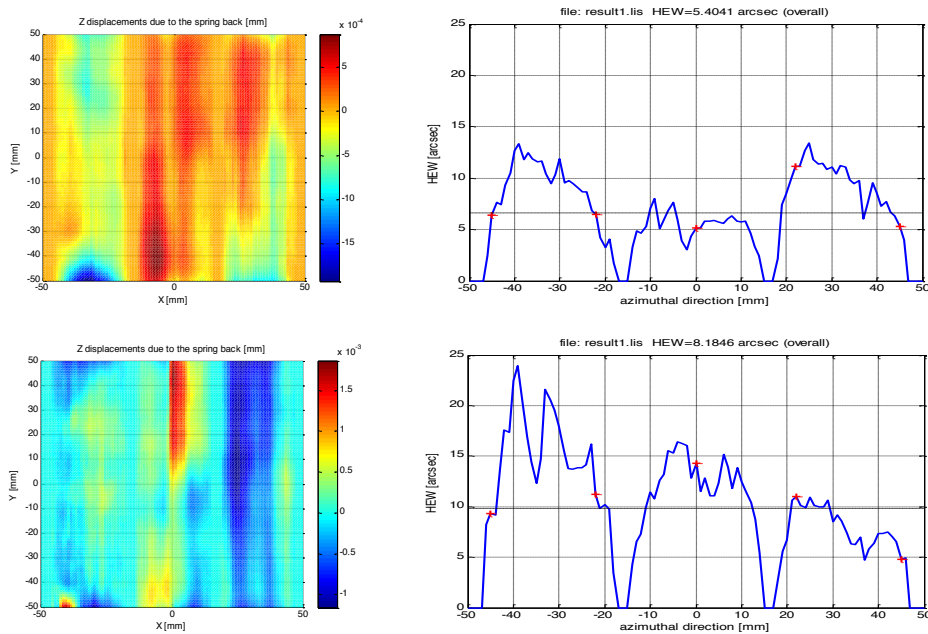 Z displacements due to the spring back [mm]
x 10^-4
50
40
30
20
10
0
-10
-20
-30
-40
-50
Y [mm]
-50 0 50
X [mm]
5
0
-5
-10
-15
file: result1.lis HEW=5.4041 arcsec (overall)
25
20
15
10
5
0
HEW [arcsec]
-50 -40 -30 -20 -10 0 10 20 30 40 50
azimuthal direction [mm]
Z displacements due to the spring back [mm]
x 10^-3
50
40
30
20
10
0
-10
-20
-30
-40
-50
Y [mm]
-50 0 50
X [mm]
1.5
1
0.5
0
-0.5
-1
file: result1.lis HEW=8.1846 arcsec (overall)
25
20
15
10
5
0
HEW [arcsec]
-50 -40 -30 -20 -10 0 10 20 30 40 50
azimuthal direction [mm]